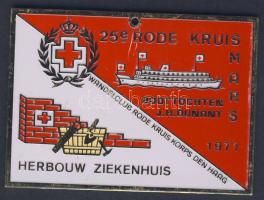 25e RODE KRUIS
MARS
BOOTTOCHTEN
J.H.DUNANT
1971
WANDELCLUB RODE KRUIS KORPS DEN HAAG
HERBOUW ZIEKENHUIS